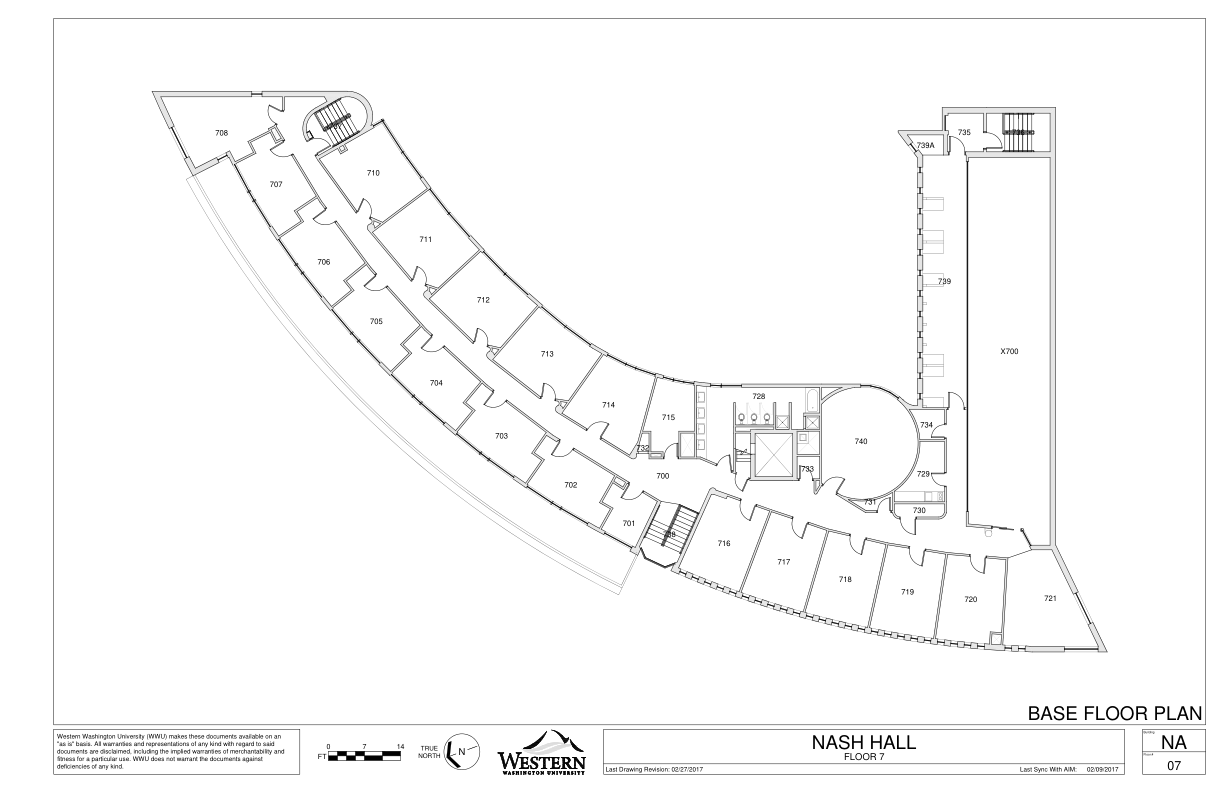 708
707
706
705
704
703
702
701
700
710
711
712
713
714
715
732
728
733
740
731
734
729
730
735
739A
739
X700
716
717
718
719
720
721
BASE FLOOR PLAN
Western Washington University (WWU) makes these documents available on an
"as is" basis. All warranties and representations of any kind with regard to said
documents are disclaimed, including the implied warranties of merchantability and
fitness for a particular use. WWU does not warrant the documents against
deficiencies of any kind.
FT 0 7 14
TRUE
NORTH
N
WESTERN
WASHINGTON UNIVERSITY
NASH HALL
FLOOR 7
Last Drawing Revision: 02/27/2017
Last Sync With AIM: 02/09/2017
Building
NA
Floor#
07